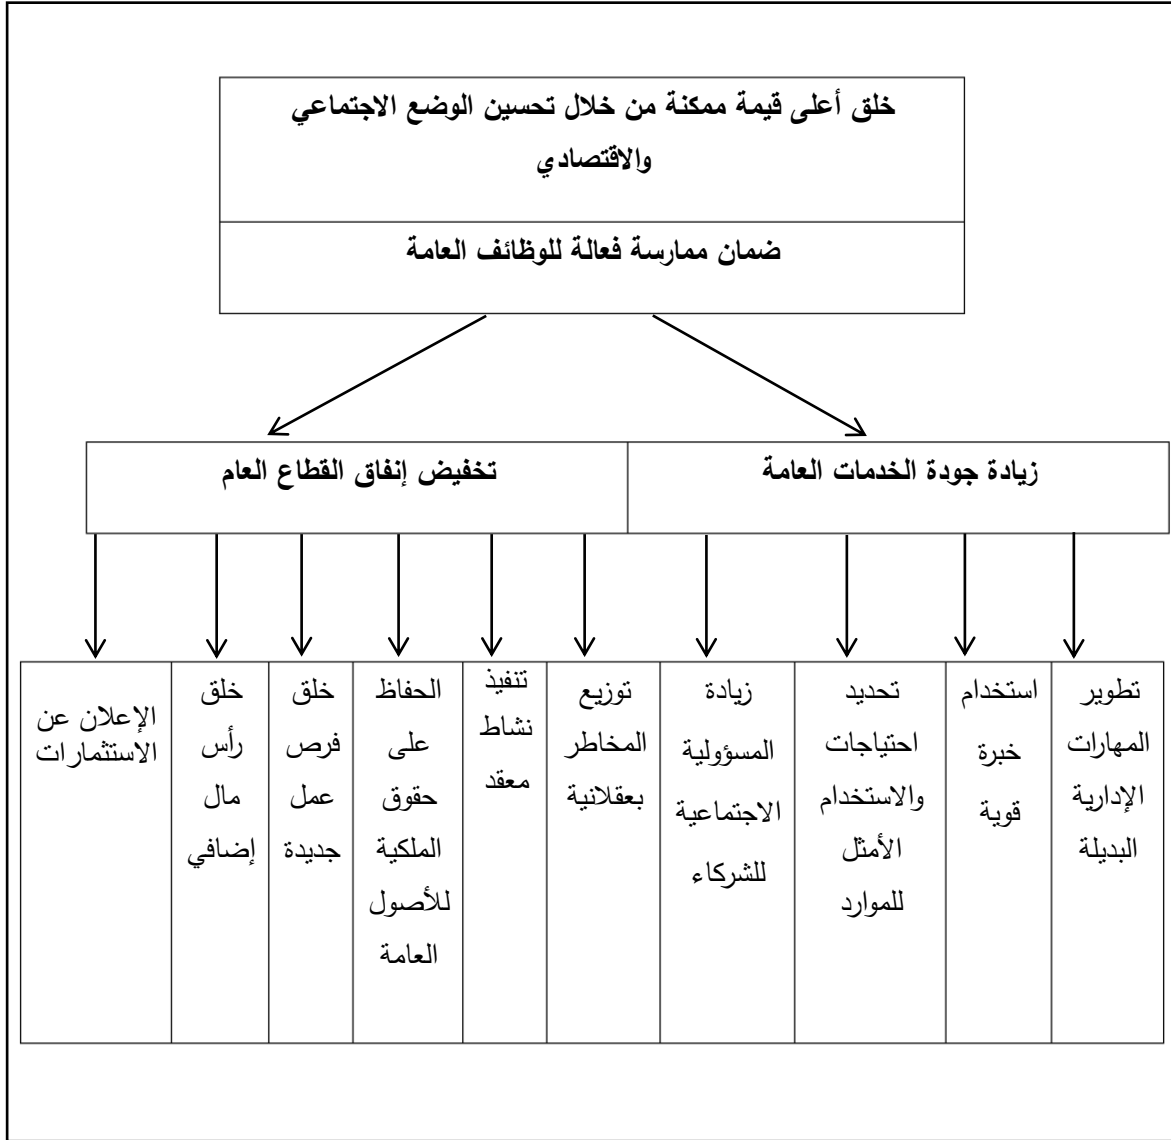 خلق أعلى قيمة ممكنة من خلال تحسين الوضع الاجتماعي
والاقتصادي
ضمان ممارسة فعالة للوظائف العامة
زيادة جودة الخدمات العامة
تخفيض إنفاق القطاع العام
تطوير
المهارات
الإدارية
البديلة
استخدام
خبرة
قوية
تحديد
احتياجات
والاستخدام
الأمثل
للموارد
زيادة
المسؤولية
الاجتماعية
للشركاء
توزيع
المخاطر
بعقلانية
تنفيذ
نشاط
معقد
الحفاظ
على
حقوق
الملكية
للأصول
العامة
خلق
فرص
عمل
جديدة
خلق
رأس
مال
إضافي
الإعلان عن
الاستثمارات